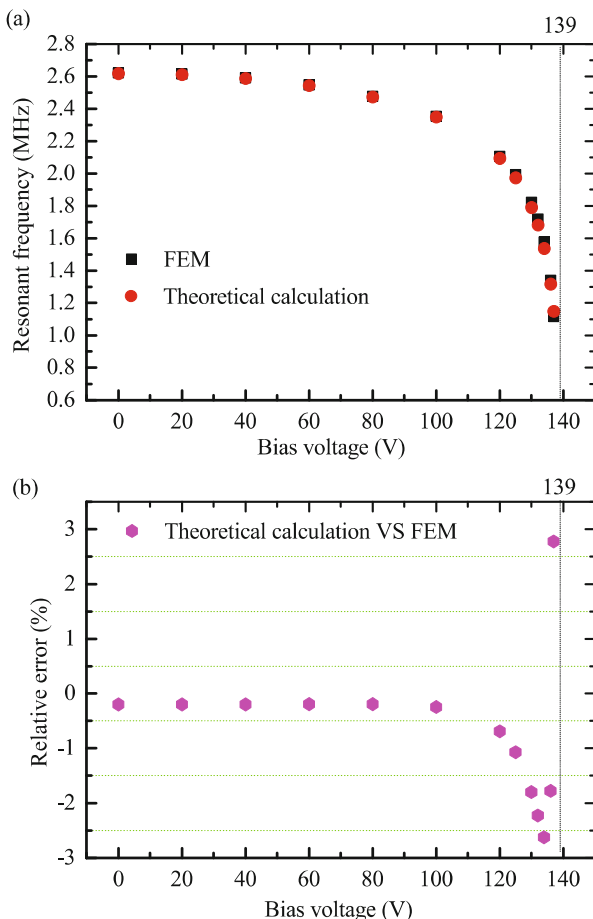 (a)
139
2.8
2.6
2.4
2.2
2.0
1.8
1.6
1.4
1.2
1.0
0.8
0.6
Resonant frequency (MHz)
FEM
Theoretical calculation
0 20 40 60 80 100 120 140
Bias voltage (V)
(b)
139
3
2
1
0
-1
-2
-3
Relative error (%)
Theoretical calculation VS FEM
0 20 40 60 80 100 120 140
Bias voltage (V)